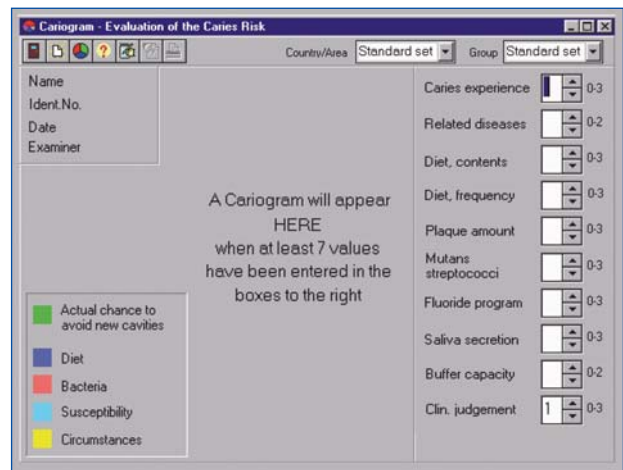 Cariogram - Evaluation of the Caries Risk
Country/Area Standard set Group Standard set
Name
Ident.No.
Date
Examiner
A Cariogram will appear
HERE
when at least 7 values
have been entered in the
boxes to the right
Actual chance to
avoid new cavities
Diet
Bacteria
Susceptibility
Circumstances
Caries experience 0-3
Related diseases 0-2
Diet, contents 0-3
Diet, frequency 0-3
Plaque amount 0-3
Mutans
streptococci 0-3
Fluoride program 0-3
Saliva secretion 0-3
Buffer capacity 0-2
Clin. judgement 1 0-3